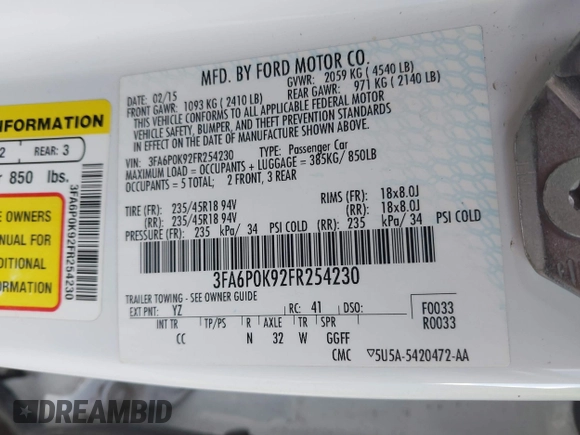 MFD. BY FORD MOTOR CO.
DATE: 02/15 GVWR: 2059 KG ( 4540 LB)
FRONT GAWR: 1093 KG ( 2410 LB) REAR GAWR: 971 KG ( 2140 LB)
THIS VEHICLE CONFORMS TO ALL APPLICABLE FEDERAL MOTOR
VEHICLE SAFETY, BUMPER, AND THEFT PREVENTION STANDARDS
IN EFFECT ON THE DATE OF MANUFACTURE SHOWN ABOVE.
VIN: 3FA6P0K92FR254230 TYPE: Passenger Car
MAXIMUM LOAD = OCCUPANTS + LUGGAGE = 385KG/850LB
OCCUPANTS = 5 TOTAL; 2 FRONT, 3 REAR
TIRE (FR): 235/45R18 94V RIMS (FR): 18x8.0J
(RR): 235/45R18 94V (RR): 18x8.0J
PRESSURE (FR): 235 kPa/ 34 PSI COLD (RR): 235 kPa/ 34 PSI COLD
3FA6P0K92FR254230
TRAILER TOWING - SEE OWNER GUIDE
EXT PNT: YZ RC: 41 DSO: F0033
R0033
INT TR TP/PS R AXLE TR SPR
CC N 32 W GGFF
CMC 5U5A-5420472-AA
INFORMATION
2 REAR: 3
850 lbs.
E OWNERS
ANUAL FOR
DITIONAL
FORMATION
3FA6P0K92FR254230
DREAMBID